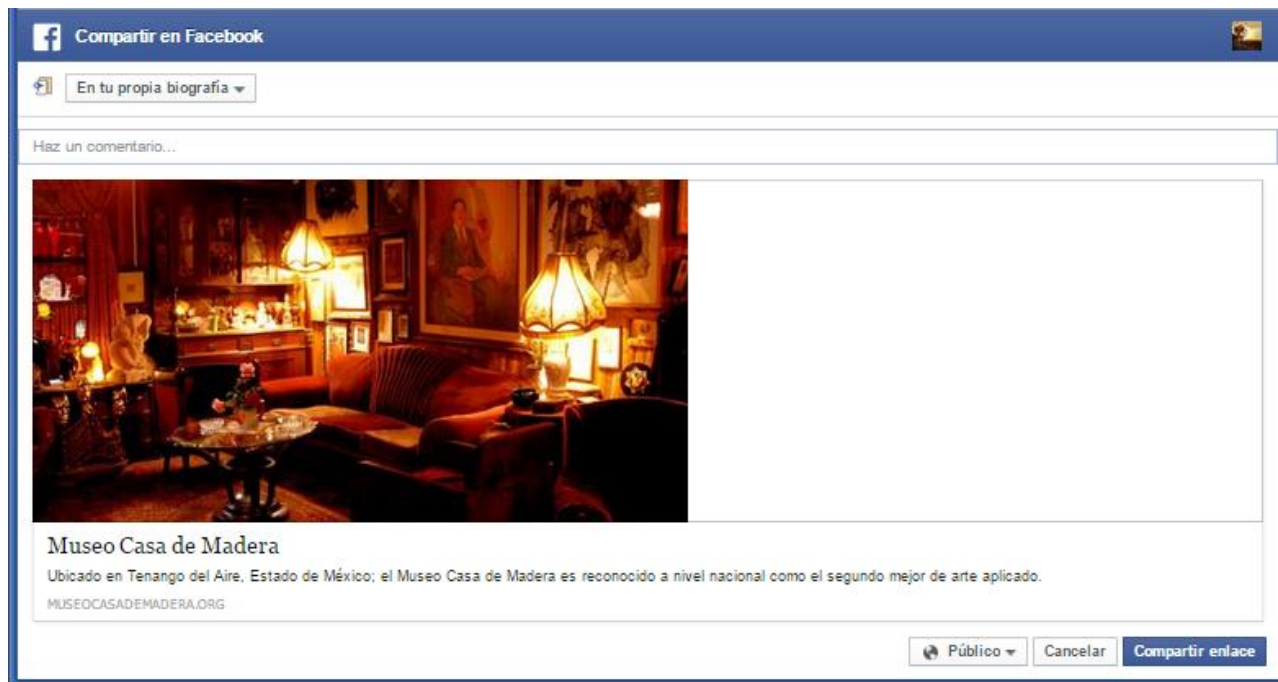 Compartir en Facebook
En tu propia biografía
Haz un comentario...
Museo Casa de Madera
Ubicado en Tenango del Aire, Estado de México; el Museo Casa de Madera es reconocido a nivel nacional como el segundo mejor de arte aplicado.
MUSEOCASADEMADERA.ORG
Público Cancelar Compartir enlace